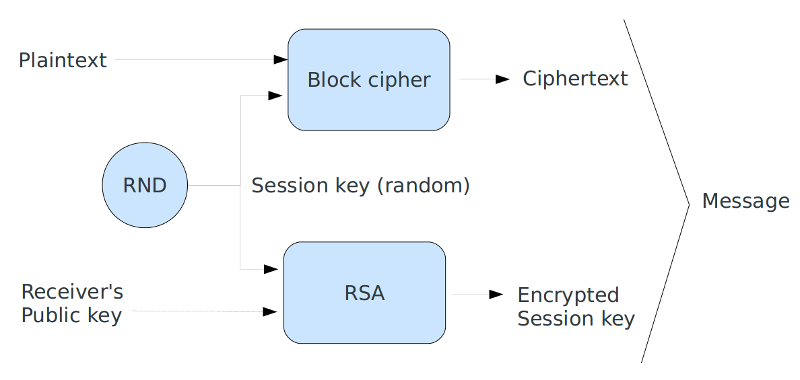 Plaintext
Block cipher
Ciphertext
RND
Session key (random)
Message
Receiver's
Public key
RSA
Encrypted
Session key